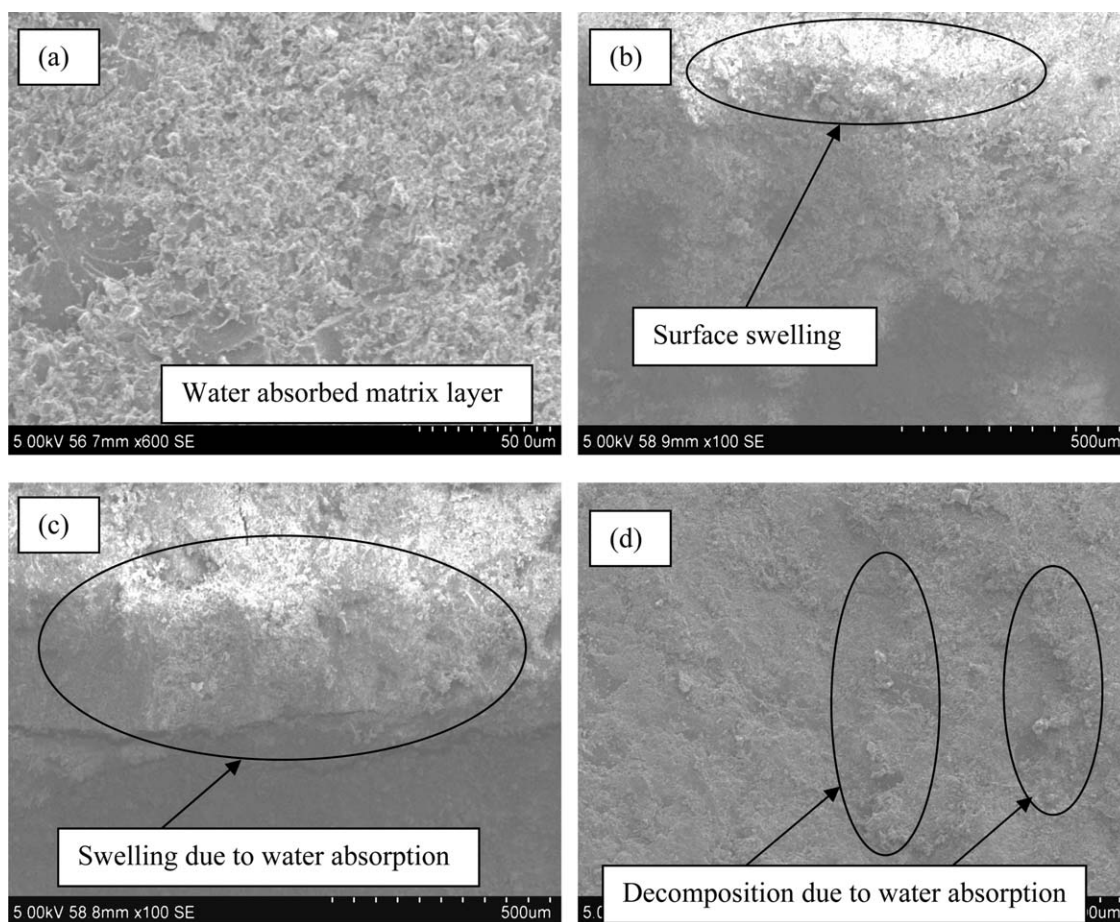 (a)
Water absorbed matrix layer
5 00kV 56 7mm x600 SE 50 0um
(b)
Surface swelling
5 00kV 58 9mm x100 SE 500um
(c)
Swelling due to water absorption
5 00kV 58 8mm x100 SE 500um
(d)
Decomposition due to water absorption